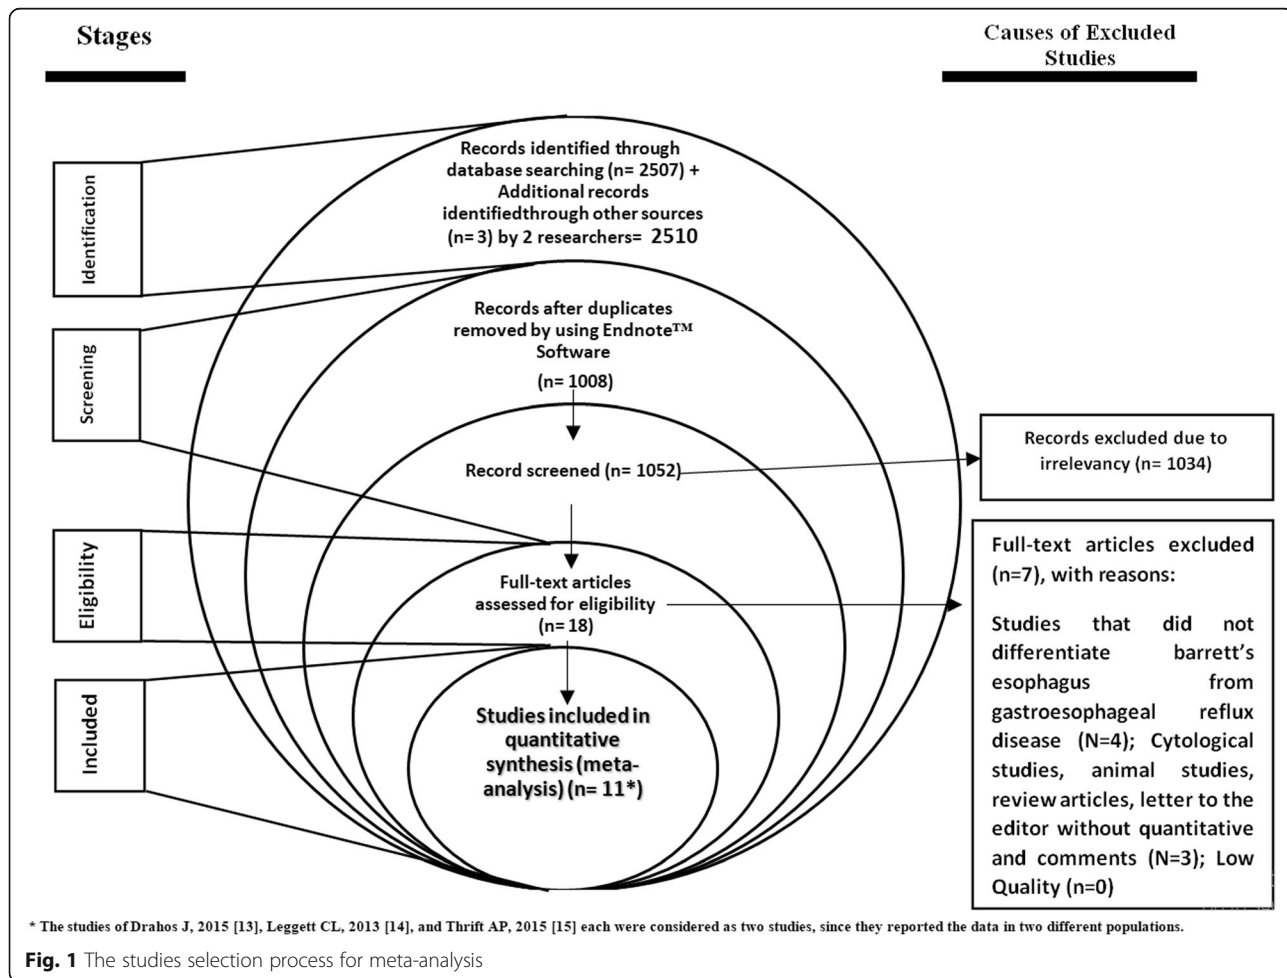 Stages
Causes of Excluded
Studies
Identification
Records identified through
database searching (n= 2507) +
Additional records
identifiedthrough other sources
(n= 3) by 2 researchers= 2510
Screening
Records after duplicates
removed by using Endnote™
Software
(n= 1008)
Record screened (n= 1052)
Records excluded due to
irrelevancy (n= 1034)
Eligibility
Full-text articles
assessed for eligibility
(n= 18)
Full-text articles excluded
(n=7), with reasons:
Studies that did not
differentiate barrett's
esophagus from
gastroesophageal reflux
disease (N=4); Cytological
studies, animal studies,
review articles, letter to the
editor without quantitative
and comments (N=3); Low
Quality (n=0)
Included
Studies included in
quantitative
synthesis (meta-
analysis) (n= 11*)
* The studies of Drahos J, 2015 [13], Leggett CL, 2013 [14], and Thrift AP, 2015 [15] each were considered as two studies, since they reported the data in two different populations.
Fig. 1 The studies selection process for meta-analysis